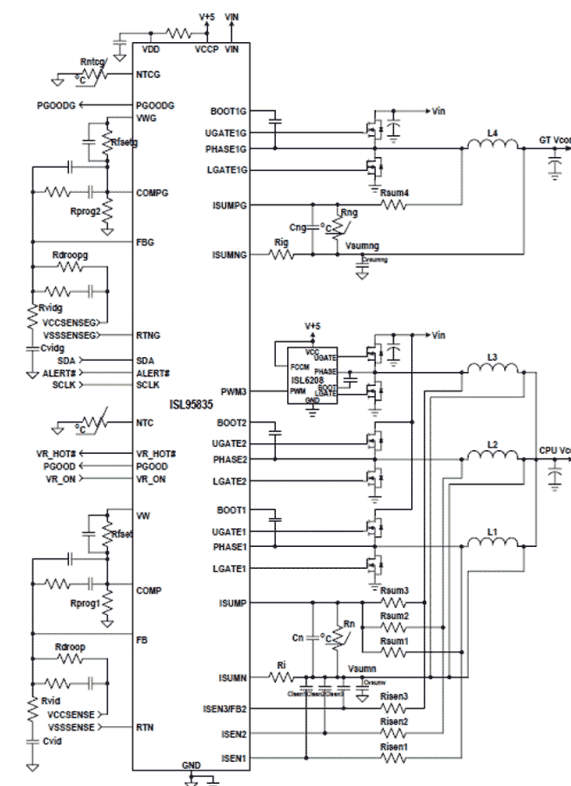 V+5 VIN
VDD VCCP VIN
Rntcg
°C
NTCG
PGOODG PGOODG
VWG
BOOT1G
Vin
Rfsetg
UGATE1G
PHASE1G
L4
GT Vcor
LGATE1G
COMPG
ISUMPG
Rsum4
Rprog2
Cng °C Rng
FBG
ISUMNG
Rig
Vsumng
Cvsumng
Rdroopg
Rvidg
VCCSENSEG
VSSSENSEG RTNG
V+5
Vin
Cvidg
SDA SDA
ALERT# ALERT#
SCLK SCLK
VCC UGATE
FCCM PHASE
BOOT
ISL6208
PWM LGATE
GND
L3
PWM3
ISL95835
NTC
°C
BOOT2
UGATE2
VR_HOT# VR_HOT#
PGOOD PGOOD
VR_ON VR_ON
PHASE2
L2
CPU Vco
LGATE2
VW
BOOT1
Rfset
UGATE1
PHASE1
L1
LGATE1
COMP
Rprog1
ISUMP
Rsum3
Cn °C Rn
Rsum2
Rsum1
FB
Rdroop
ISUMN
Ri
Vsumn
Cisen1 Cisen2 Cisen3 Cvsumn
Rvid
VCCSENSE
VSSSENSE RTN
ISEN3/FB2
Risen3
ISEN2
Risen2
Cvid
ISEN1
Risen1
GND